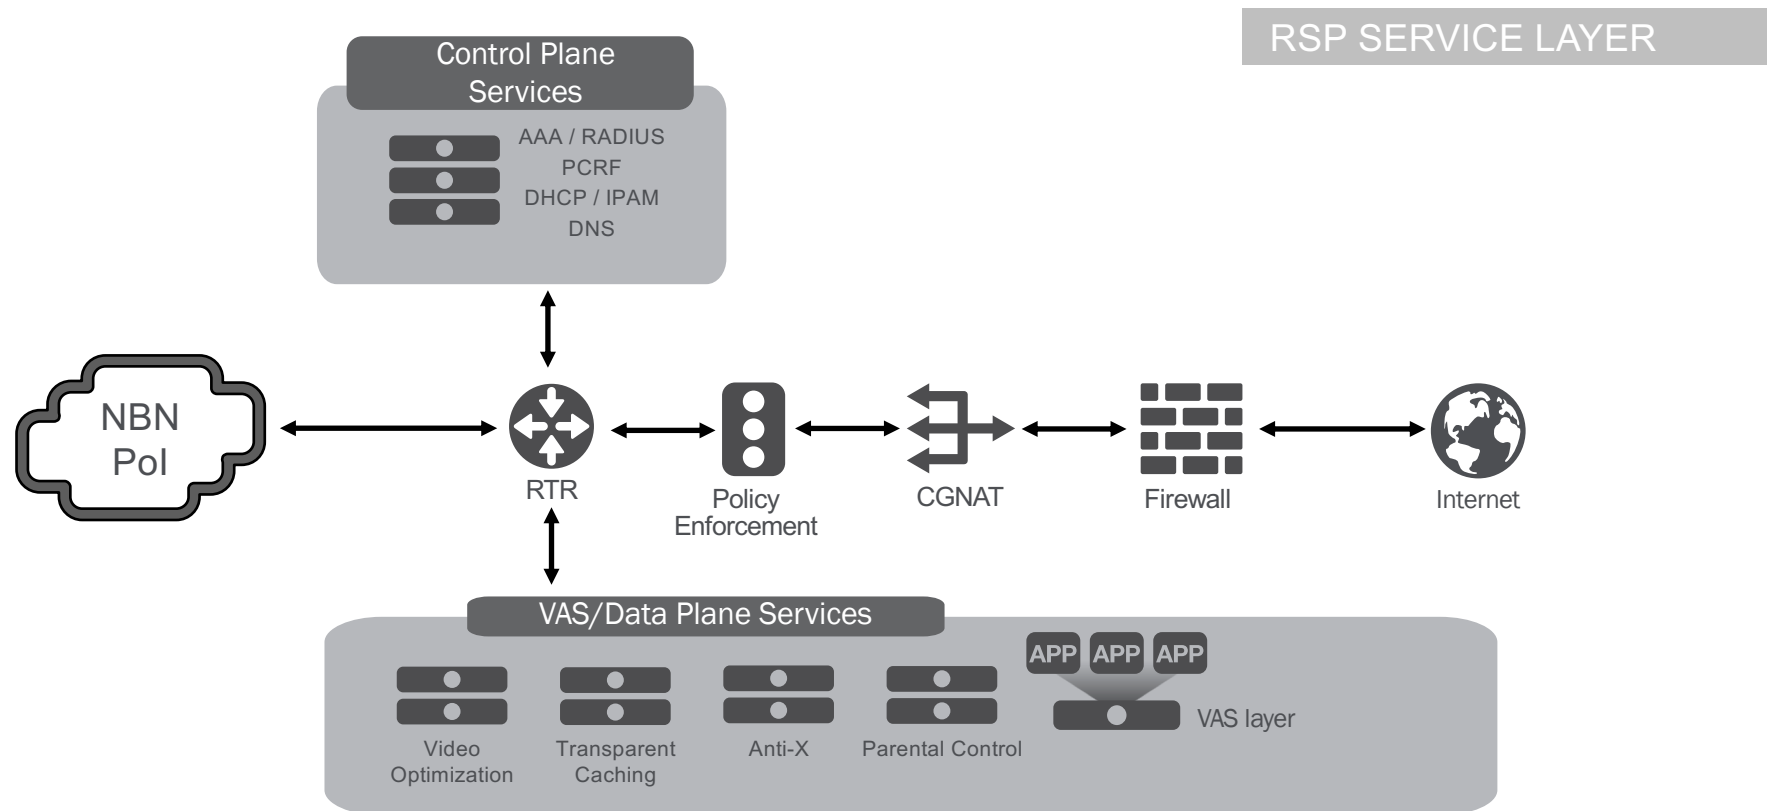 RSP SERVICE LAYER
Control Plane
Services
AAA / RADIUS
PCRF
DHCP / IPAM
DNS
NBN
PoI
RTR
Policy
Enforcement
CGNAT
Firewall
Internet
VAS/Data Plane Services
APP APP APP
VAS layer
Video
Optimization
Transparent
Caching
Anti-X
Parental Control